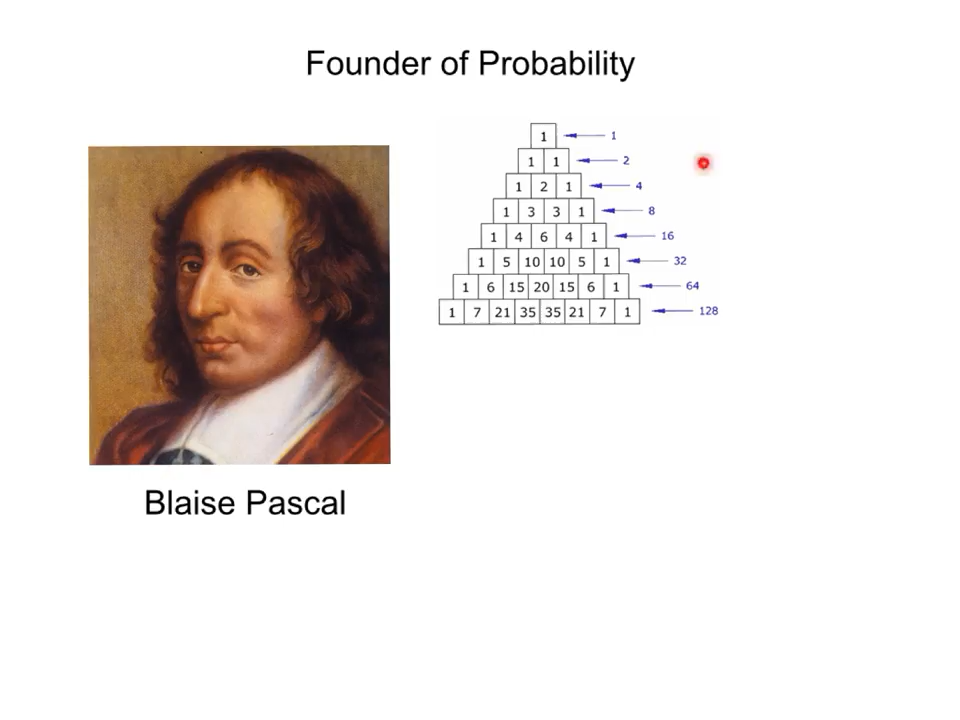 Founder of Probability
1 1
1 1 2
1 2 1 4
1 3 3 1 8
1 4 6 4 1 16
1 5 10 10 5 1 32
1 6 15 20 15 6 1 64
1 7 21 35 35 21 7 1 128
Blaise Pascal